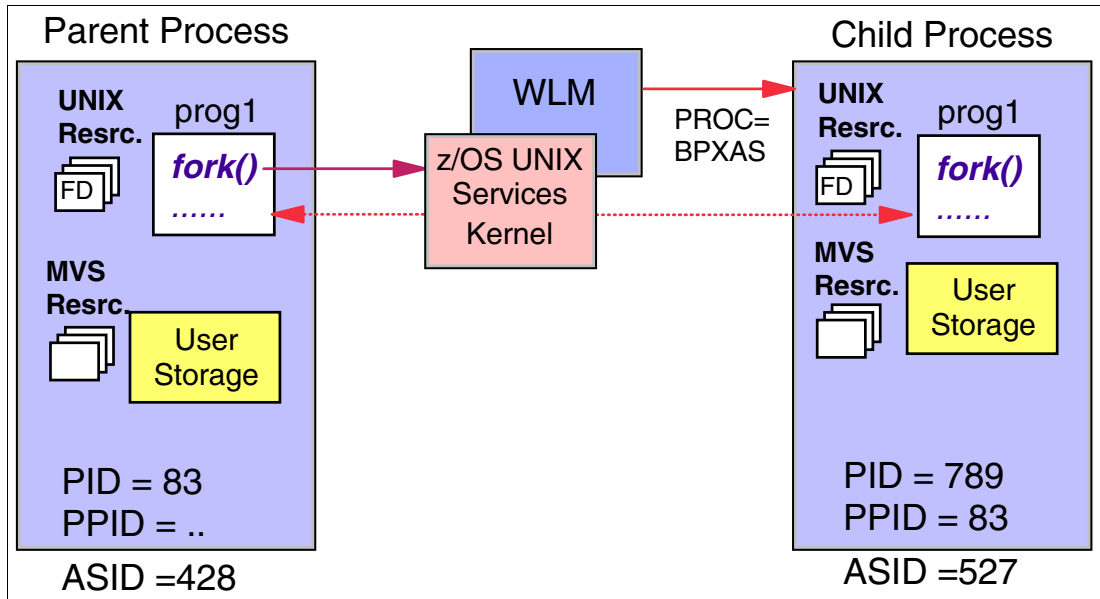 Parent Process
UNIX
Resrc.
FD
prog1
fork()
......
MVS
Resrc.
User
Storage
PID = 83
PPID = ..
ASID =428
WLM
z/OS UNIX
Services
Kernel
PROC=
BPXAS
Child Process
UNIX
Resrc.
FD
prog1
fork()
......
MVS
Resrc.
User
Storage
PID = 789
PPID = 83
ASID =527